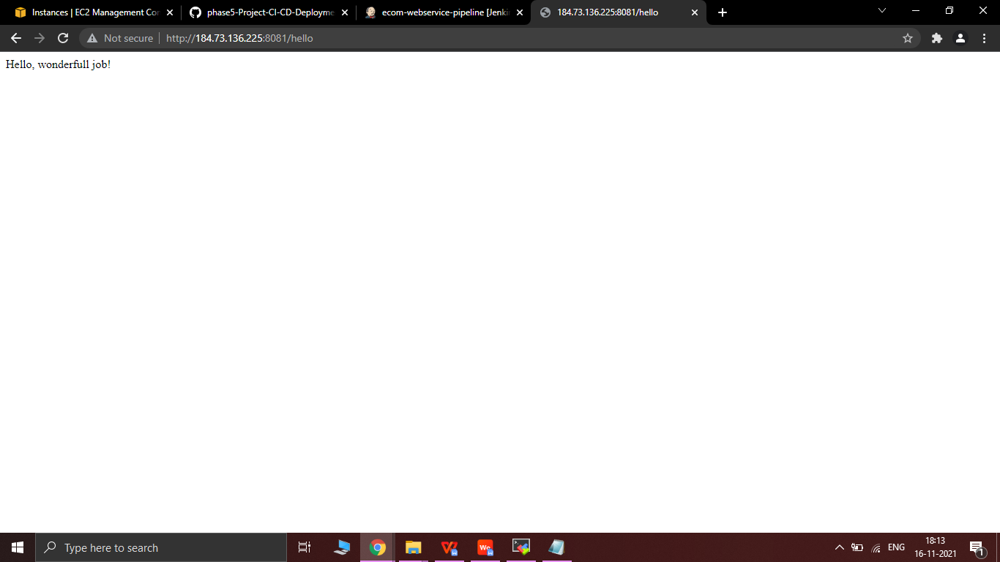 Instances | EC2 Management Con
phase5-Project-CI-CD-Deployme
ecom-webservice-pipeline [Jenki
184.73.136.225:8081/hello
Not secure
http://184.73.136.225:8081/hello
Hello, wonderfull job!
Type here to search
We
ENG
18:13
16-11-2021
1